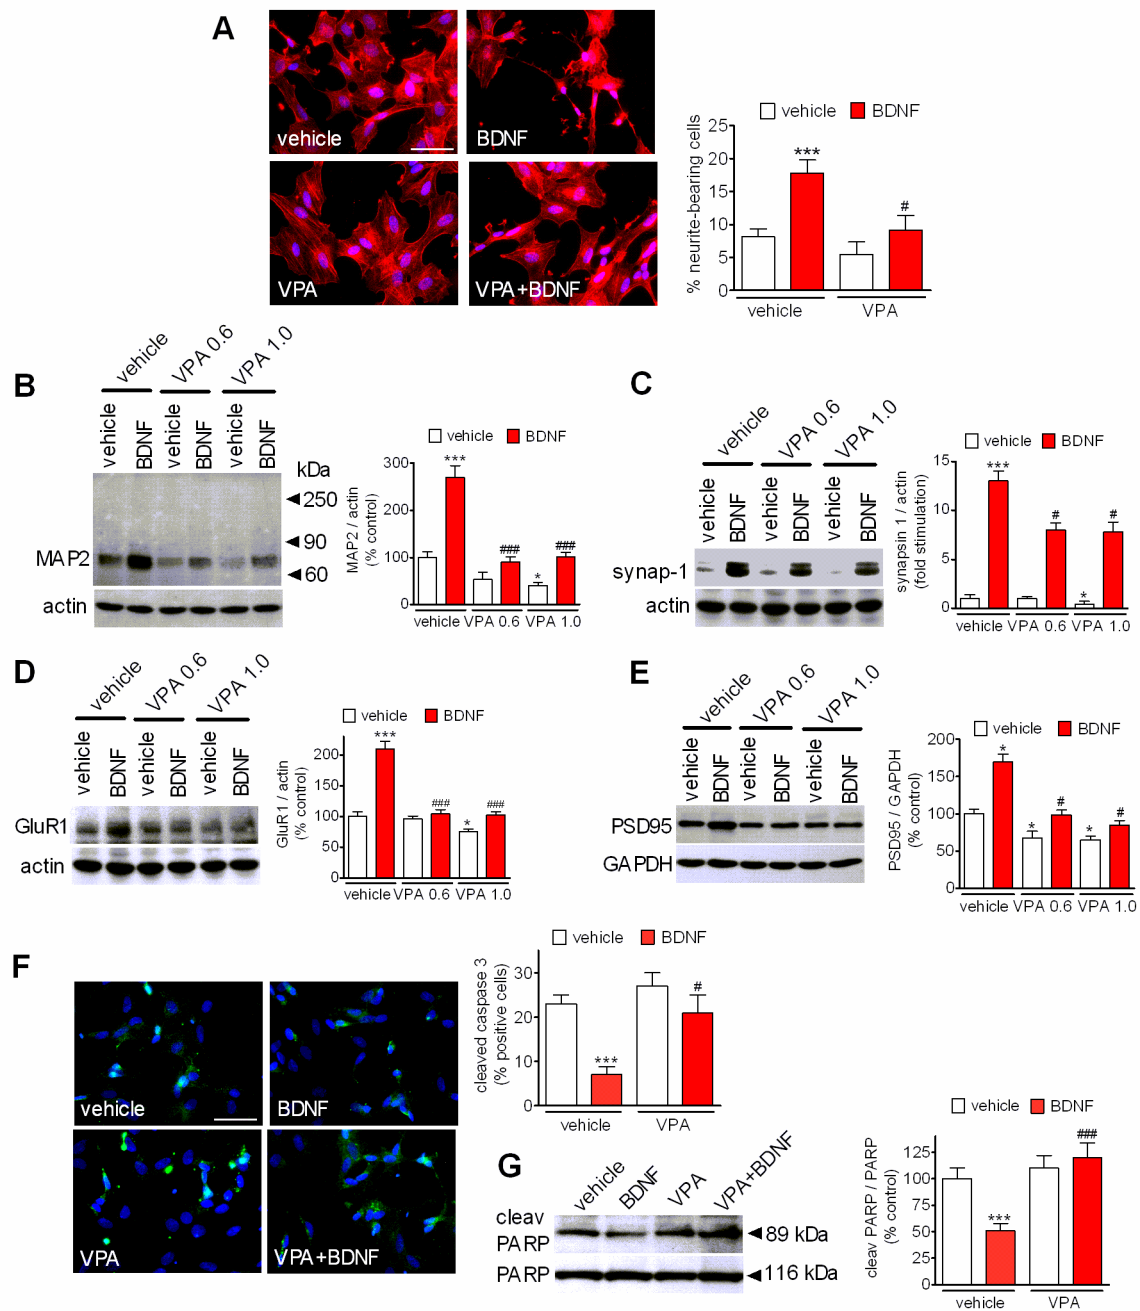 A
vehicle
BDNF
VPA
VPA+BDNF
vehicle BDNF
% neurite-bearing cells
25
20
15
10
5
0
***
#
vehicle VPA
B
vehicle VPA 0.6 VPA 1.0
vehicle BDNF vehicle BDNF vehicle BDNF
kDa
250
90
60
MAP2
actin
vehicle BDNF
MAP2 / actin
(% control)
300
200
100
0
***
###
*
###
vehicle VPA 0.6 VPA 1.0
C
vehicle VPA 0.6 VPA 1.0
vehicle BDNF vehicle BDNF vehicle BDNF
synap-1
actin
vehicle BDNF
synapsin 1 / actin
(fold stimulation)
15
10
5
0
***
#
*
#
vehicle VPA 0.6 VPA 1.0
D
vehicle VPA 0.6 VPA 1.0
vehicle BDNF vehicle BDNF vehicle BDNF
GluR1
actin
vehicle BDNF
GluR1 / actin
(% control)
200
150
100
50
0
***
###
*
###
vehicle VPA 0.6 VPA 1.0
E
vehicle VPA 0.6 VPA 1.0
vehicle BDNF vehicle BDNF vehicle BDNF
PSD95
GAPDH
vehicle BDNF
PSD95 / GAPDH
(% control)
200
150
100
50
0
*
*
#
*
#
vehicle VPA 0.6 VPA 1.0
F
vehicle
BDNF
VPA
VPA+BDNF
vehicle BDNF
cleaved caspase 3
(% positive cells)
30
20
10
0
***
#
vehicle VPA
G
vehicle BDNF VPA VPA+BDNF
cleav
PARP
89 kDa
PARP
116 kDa
vehicle BDNF
cleav PARP / PARP
(% control)
125
100
75
50
25
0
***
###
vehicle VPA